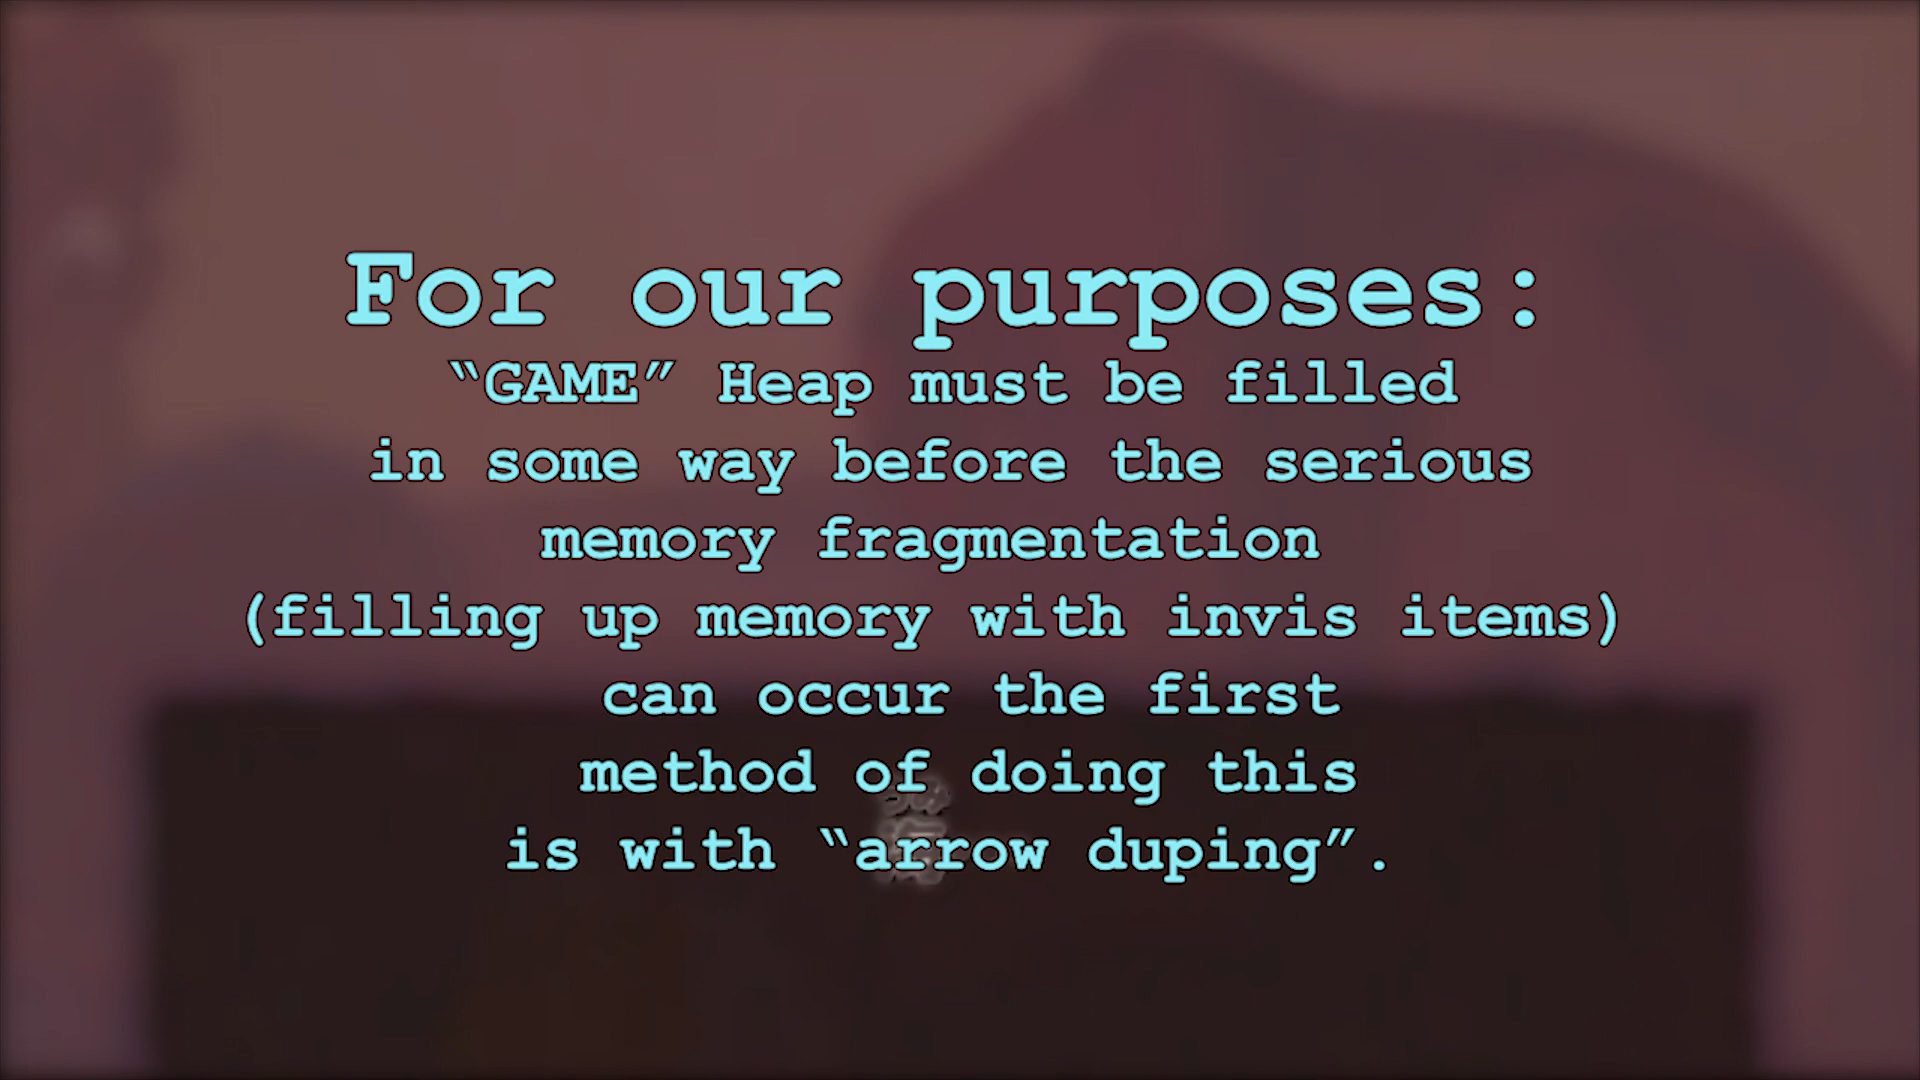 For our purposes:
“GAME” Heap must be filled
in some way before the serious
memory fragmentation
(filling up memory with invis items)
can occur the first
method of doing this
is with “arrow duping”.